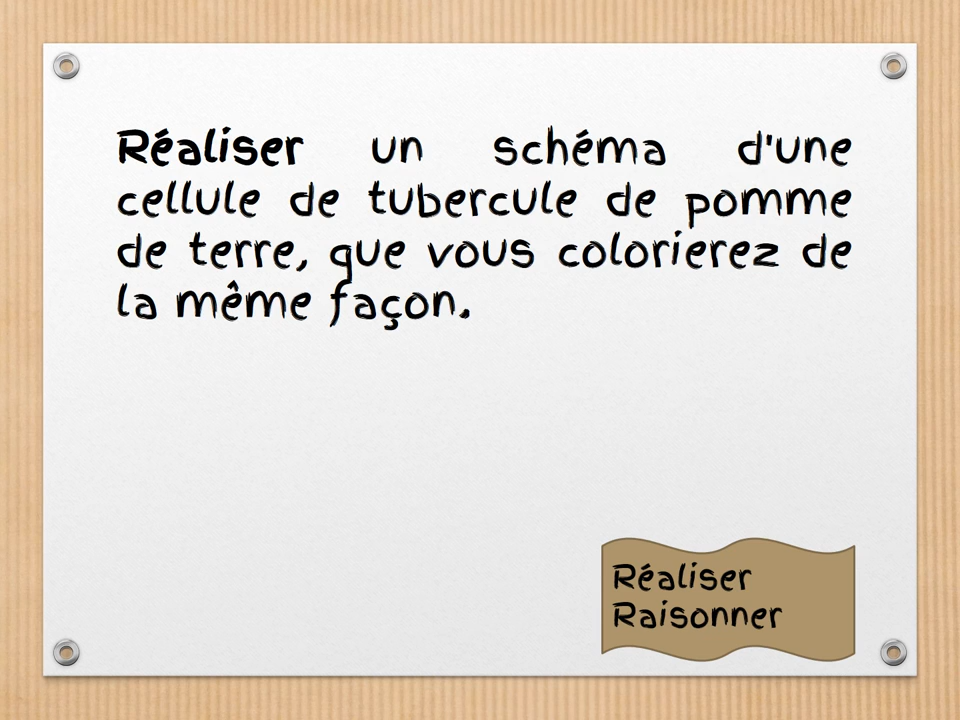 Réaliser un schéma d'une
cellule de tubercule de pomme
de terre, que vous colorierez de
la même façon.
Réaliser
Raisonner